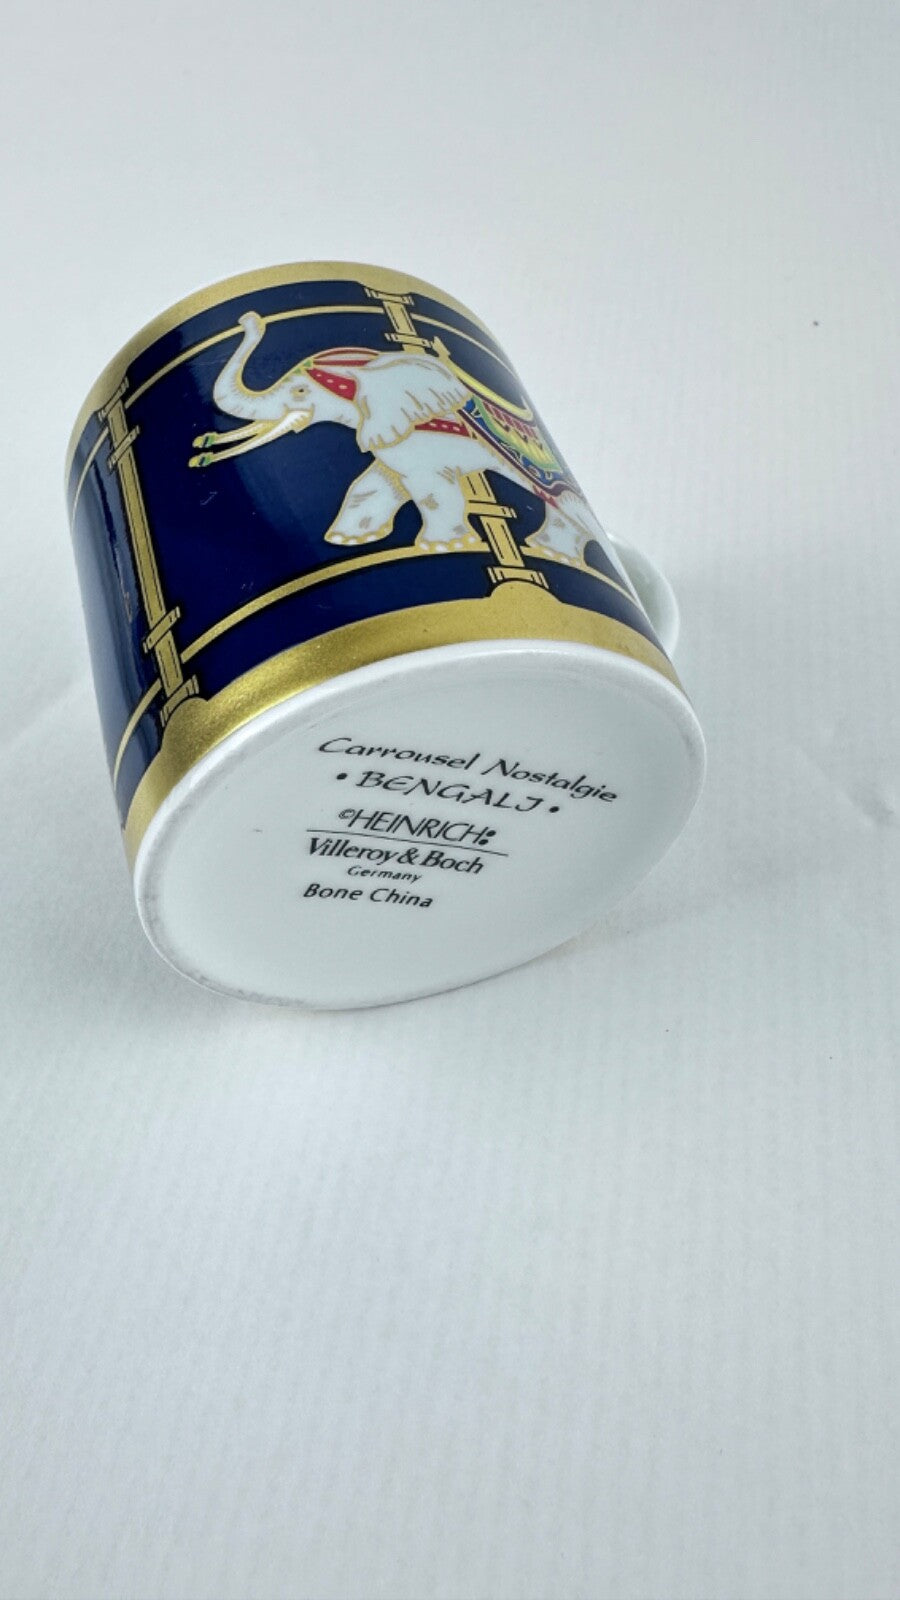 Carrousel Nostalgie
• BENGALI •
©HEINRICH
Villeroy & Boch
Germany
Bone China